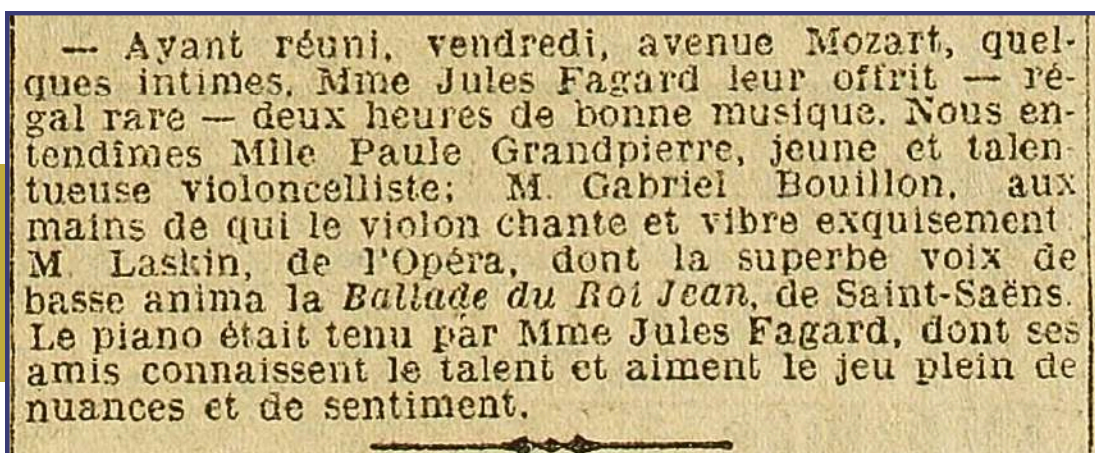 — Ayant réuni, vendredi, avenue Mozart, quel-
ques intimes, Mme Jules Fagard leur offrit — ré-
gal rare — deux heures de bonne musique. Nous en-
tendîmes Mlle Paule Grandpierre, jeune et talen-
tueuse violoncelliste; M. Gabriel Bouillon, aux
mains de qui le violon chante et vibre exquisement
M. Laskin, de l'Opéra, dont la superbe voix de
basse anima la Ballade du Roi Jean, de Saint-Saëns.
Le piano était tenu par Mme Jules Fagard, dont ses
amis connaissent le talent et aiment le jeu plein de
nuances et de sentiment.